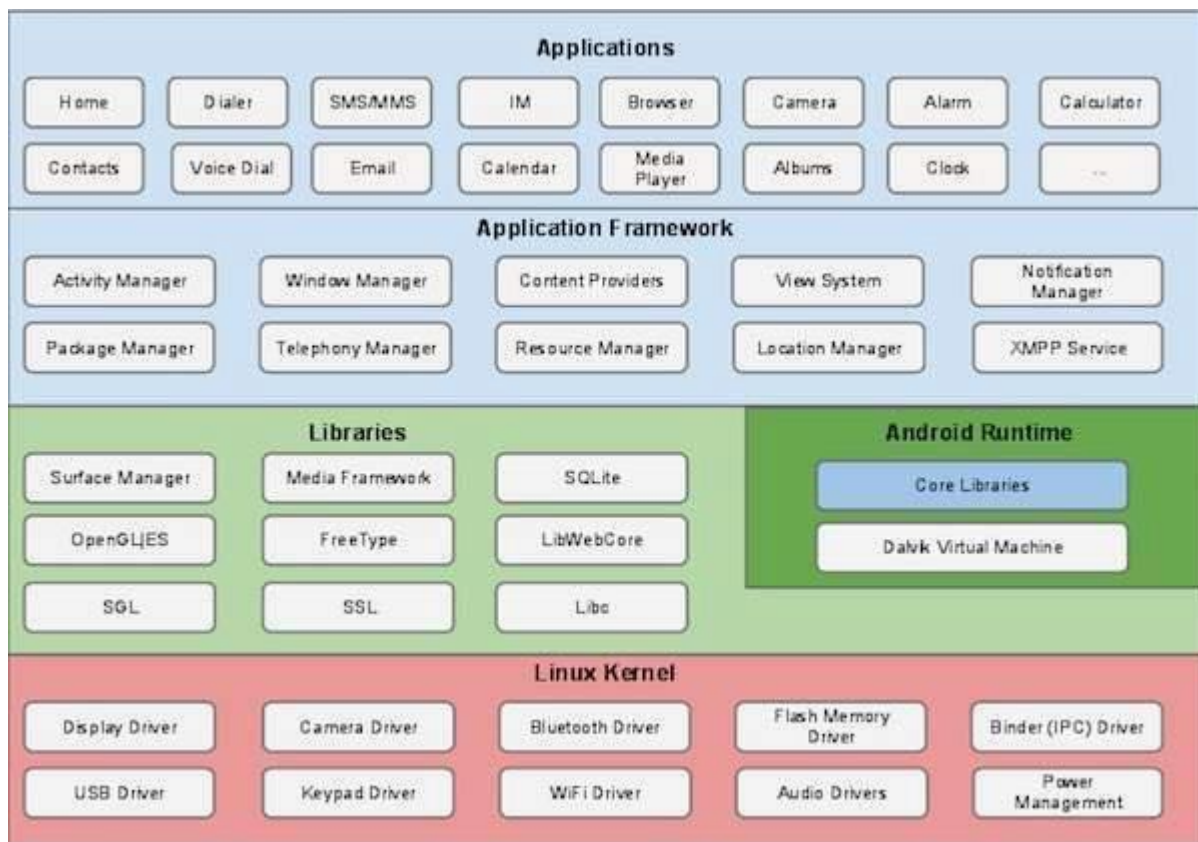 Applications
Home
Dialer
SMS/MMS
IM
Browser
Camera
Alarm
Calculator
Contacts
Voice Dial
Email
Calendar
Media
Player
Albums
Clock
...
Application Framework
Activity Manager
Window Manager
Content Providers
View System
Notification
Manager
Package Manager
Telephony Manager
Resource Manager
Location Manager
XMPP Service
Libraries
Surface Manager
Media Framework
SQLite
OpenGL|ES
FreeType
LibWebCore
SGL
SSL
Libc
Android Runtime
Core Libraries
Dalvik Virtual Machine
Linux Kernel
Display Driver
Camera Driver
Bluetooth Driver
Flash Memory
Driver
Binder (IPC) Driver
USB Driver
Keypad Driver
WiFi Driver
Audio Drivers
Power
Management